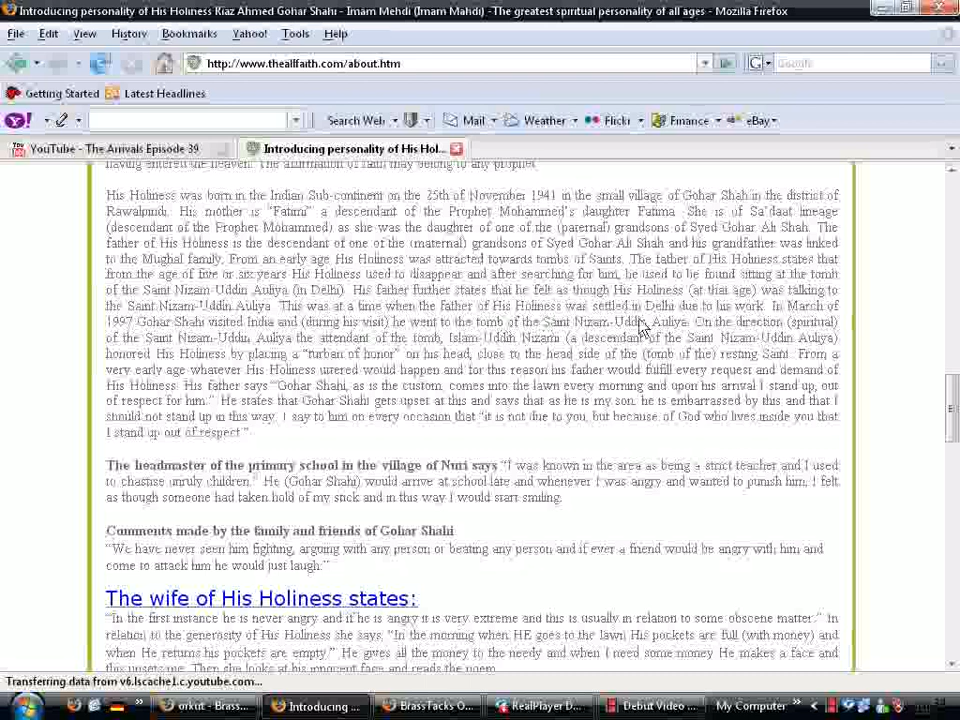 Introducing personality of His Holiness Riaz Ahmed Gohar Shahi - Imam Mehdi (Imam Mahdi) -The greatest spiritual personality of all ages - Mozilla Firefox
File Edit View History Bookmarks Yahoo! Tools Help
http://www.theallfaith.com/about.htm
Search
Getting Started Latest Headlines
Y! Search Web Mail Weather Flickr Finance eBay
YouTube - The Arrivals Episode 39 Introducing personality of His Hol...
having entered the heaven. The affirmation of faith may belong to any prophet
His Holiness was born in the Indian Sub-continent on the 25th of November 1941 in the small village of Gohar Shah in the district of
Rawalpindi. His mother is "Fatimi" a descendant of the Prophet Mohammed's daughter Fatima. She is of Sa'daat lineage
(descendant of the Prophet Mohammed) as she was the daughter of one of the (paternal) grandsons of Syed Gohar Ali Shah. The
father of His Holiness is the descendant of one of the (maternal) grandsons of Syed Gohar Ali Shah and his grandfather was linked
to the Mughal family. From an early age His Holiness was attracted towards tombs of Saints. The father of His Holiness states that
from the age of five or six years His Holiness used to disappear and after searching for him, he used to be found sitting at the tomb
of the Saint Nizam-Uddin Auliya (in Delhi). His father further states that he felt as though His Holiness (at that age) was talking to
the Saint Nizam-Uddin Auliya. This was at a time when the father of His Holiness was settled in Delhi due to his work. In March of
1997 Gohar Shahi visited India and (during his visit) he went to the tomb of the Saint Nizam-Uddin Auliya. On the direction (spiritual)
of the Saint Nizam-Uddin Auliya the attendant of the tomb, Islam-Uddin Nizami (a descendant of the Saint Nizam-Uddin Auliya)
honored His Holiness by placing a "turban of honor" on his head, close to the head side of the (tomb of the) resting Saint. From a
very early age whatever His Holiness uttered would happen and for this reason his father would fulfill every request and demand of
His Holiness. His father says "Gohar Shahi, as is the custom, comes into the lawn every morning and upon his arrival I stand up, out
of respect for him." He states that Gohar Shahi gets upset at this and says that as he is my son, he is embarrassed by this and that I
should not stand up in this way. I say to him on every occasion that "it is not due to you, but because of God who lives inside you that
I stand up out of respect".
The headmaster of the primary school in the village of Nuri says "I was known in the area as being a strict teacher and I used
to chastise unruly children." He (Gohar Shahi) would arrive at school late and whenever I was angry and wanted to punish him, I felt
as though someone had taken hold of my stick and in this way I would start smiling.
Comments made by the family and friends of Gohar Shahi
"We have never seen him fighting, arguing with any person or beating any person and if ever a friend would be angry with him and
come to attack him he would just laugh."
The wife of His Holiness states:
"In the first instance he is never angry and if he is angry it is very extreme and this is usually in relation to some obscene matter." In
relation to the generosity of His Holiness she says, "In the morning when HE goes to the lawn His pockets are full (with money) and
when He returns his pockets are empty." He gives all the money to the needy and when I need some money He makes a face and
this upsets me. Then she looks at his innocent face and reads the poem
Transferring data from v6.lscache1.c.youtube.com...
orkut - Brass... Introducing ... BrassTacks O... RealPlayer D... Debut Video ... My Computer